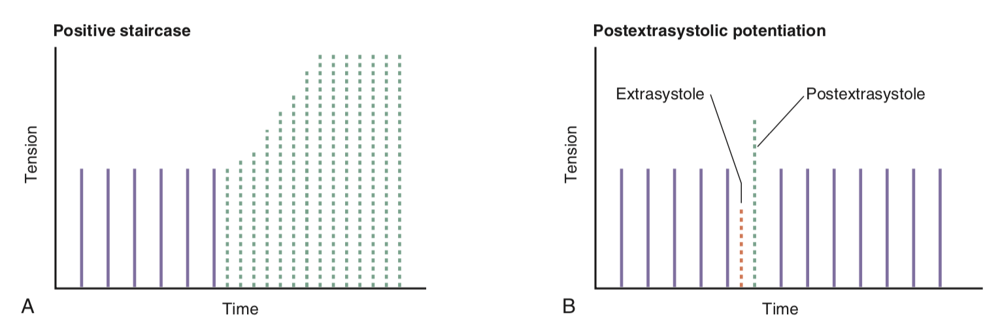 Positive staircase
Tension
Time
A
Postextrasystolic potentiation
Extrasystole
Postextrasystole
Tension
Time
B